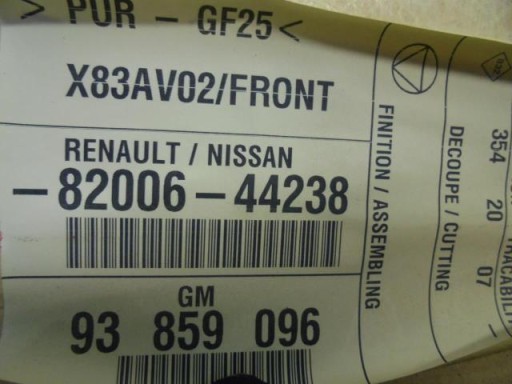 > PUR - GF25 <
X83AV02/FRONT
RENAULT / NISSAN
-82006-44238
GM
93 859 096
FINITION / ASSEMBLING
DECOUPE / CUTTING
354 20 07 -